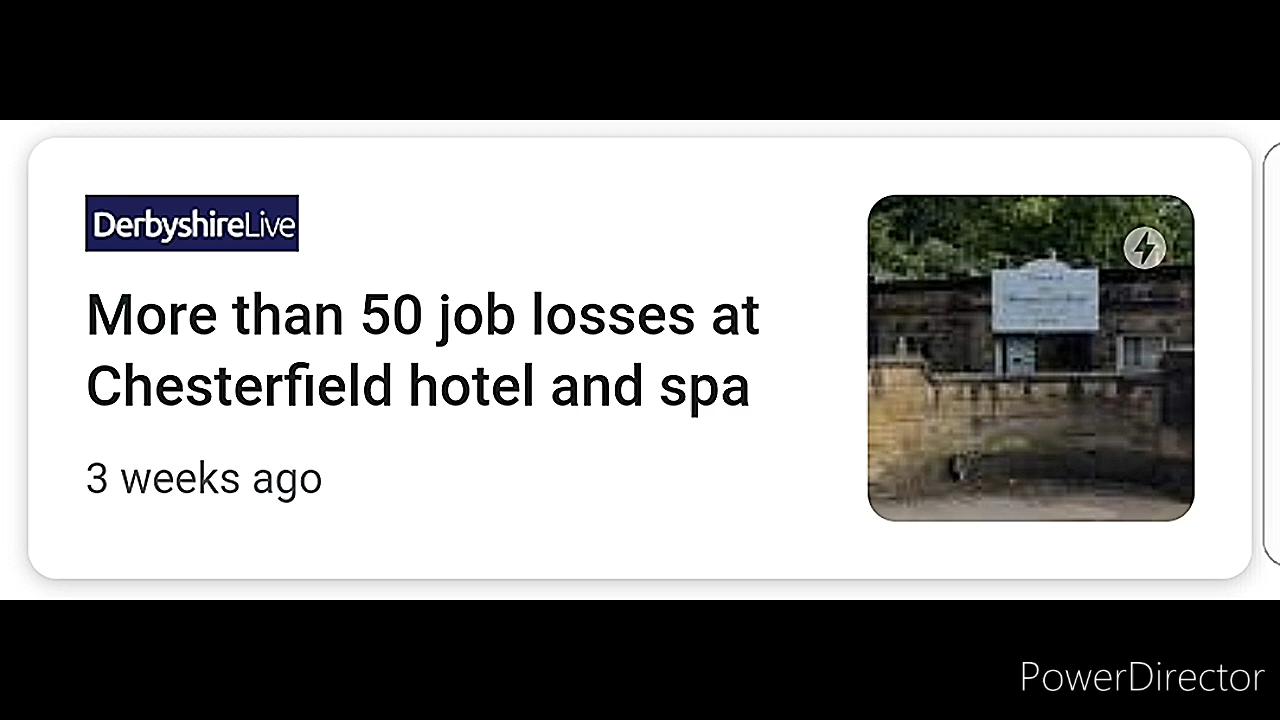 DerbyshireLive
More than 50 job losses at
Chesterfield hotel and spa
3 weeks ago
PowerDirector